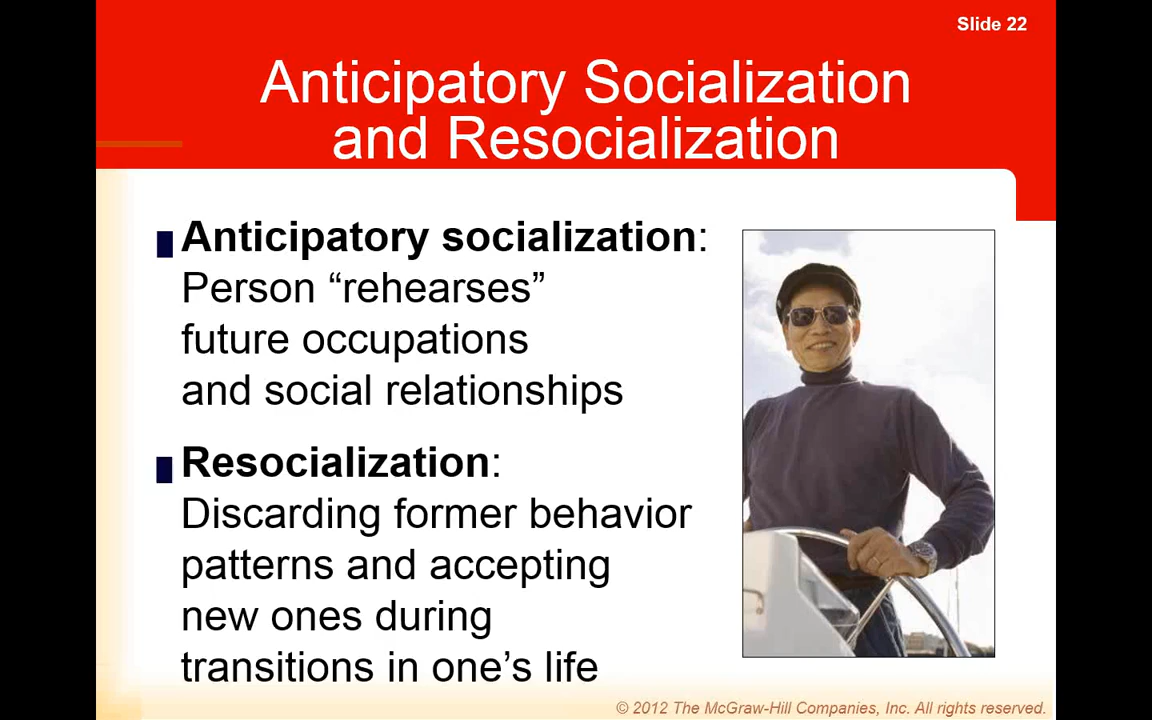 Slide 22
Anticipatory Socialization
and Resocialization
Anticipatory socialization:
Person “rehearses”
future occupations
and social relationships
Resocialization:
Discarding former behavior
patterns and accepting
new ones during
transitions in one’s life
© 2012 The McGraw-Hill Companies, Inc. All rights reserved.